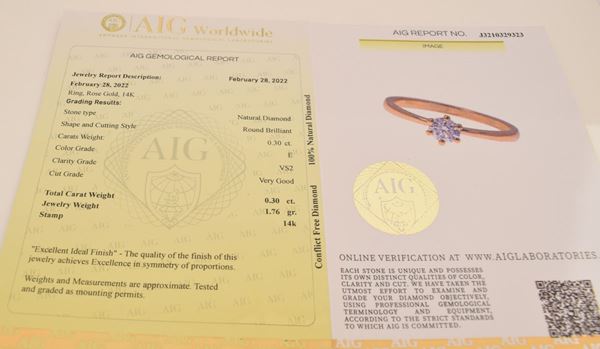 AIG Worldwide
AIG GEMOLOGICAL REPORT
Jewelry Report Description:
February 28, 2022
February 28, 2022
Ring, Rose Gold, 14K
Grading Results:
Stone type Natural Diamond
Shape and Cutting Style Round Brilliant
Carats Weight: 0.30 ct.
Color Grade E
Clarity Grade VS2
Cut Grade Very Good
Total Carat Weight 0.30 ct.
Jewelry Weight 1.76 gr.
Stamp 14k
"Excellent Ideal Finish" - The quality of the finish of this
jewelry achieves Excellence in symmetry of proportions.
Weights and Measurements are approximate. Tested
and graded as mounting permits.
AIG
Conflict Free Diamond 100% Natural Diamond
AIG REPORT NO. J3210329323
IMAGE
AIG
ONLINE VERIFICATION AT WWW.AIGLABORATORIES.
EACH STONE IS UNIQUE AND POSSESSES
ITS OWN DISTINCT QUALITIES OF COLOR,
CLARITY AND CUT. WE HAVE TAKEN THE
UTMOST EFFORT TO EXAMINE AND
GRADE YOUR DIAMOND OBJECTIVELY,
USING PROFESSIONAL GEMOLOGICAL
TERMINOLOGY AND EQUIPMENT,
ACCORDING TO THE STRICT STANDARDS
TO WHICH AIG IS COMMITTED.